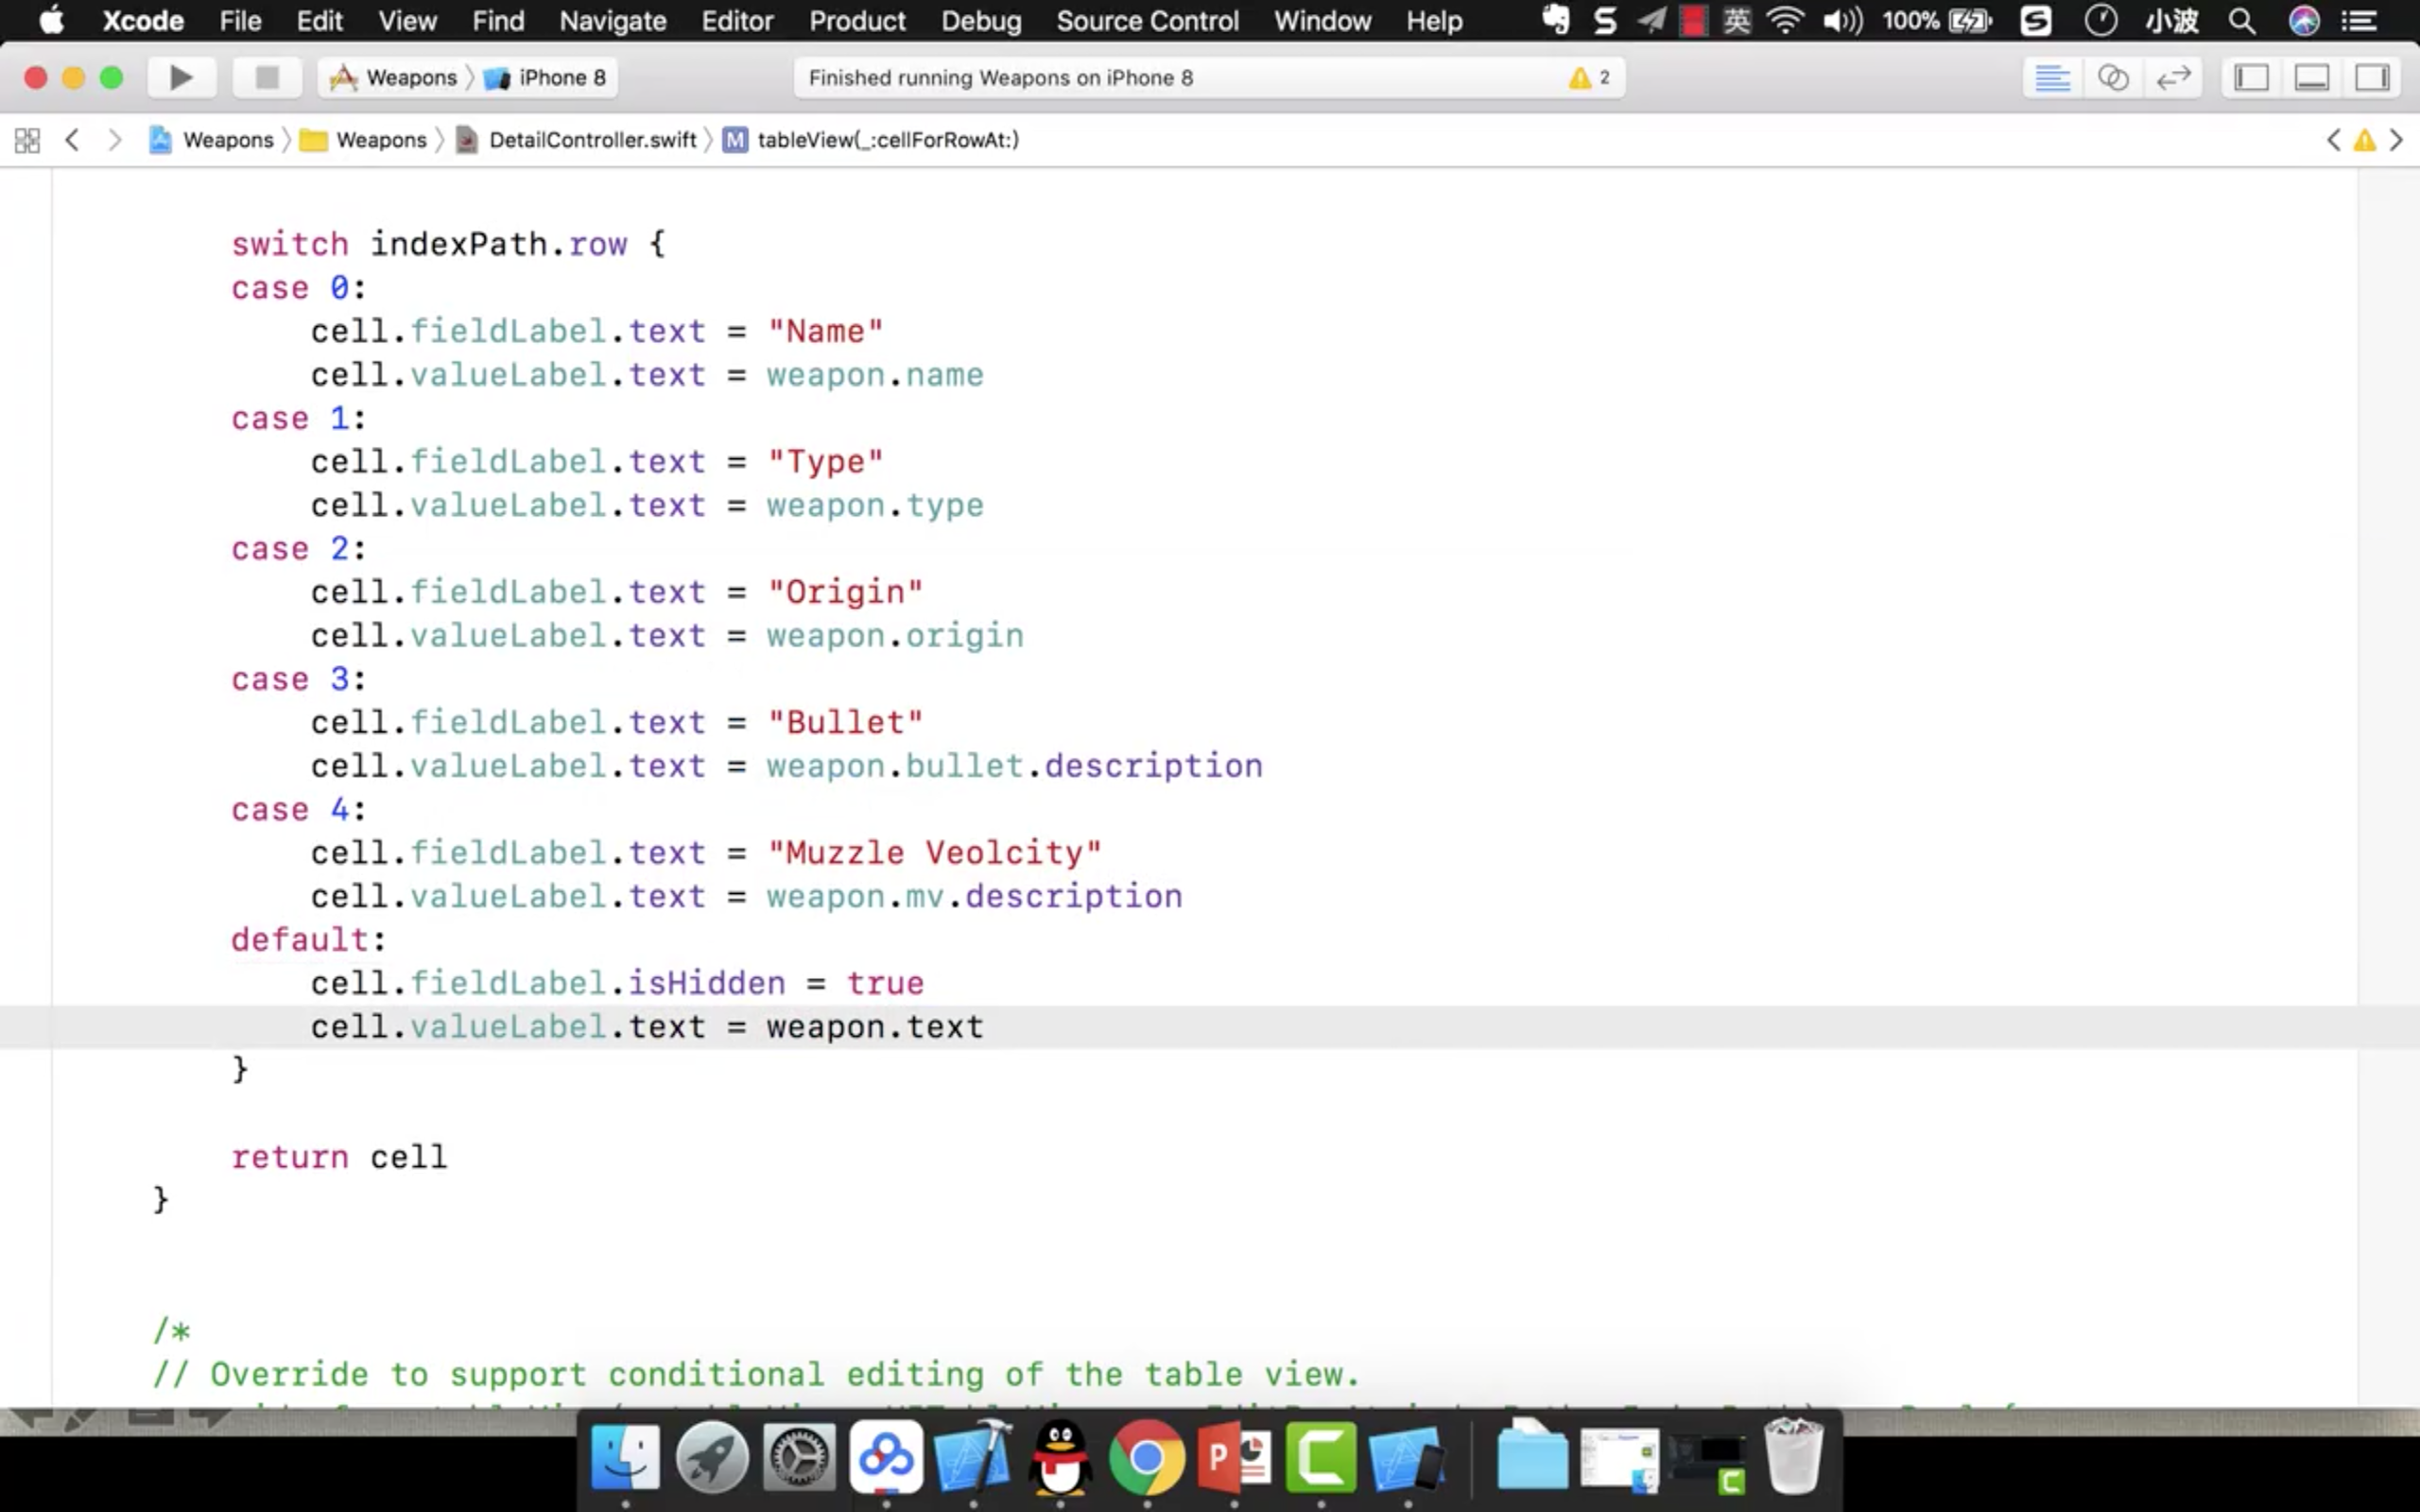 Xcode File Edit View Find Navigate Editor Product Debug Source Control Window Help 英 100% 小波
Weapons iPhone 8 Finished running Weapons on iPhone 8 2
Weapons Weapons DetailController.swift M tableView(_:cellForRowAt:)
switch indexPath.row {
case 0:
cell.fieldLabel.text = "Name"
cell.valueLabel.text = weapon.name
case 1:
cell.fieldLabel.text = "Type"
cell.valueLabel.text = weapon.type
case 2:
cell.fieldLabel.text = "Origin"
cell.valueLabel.text = weapon.origin
case 3:
cell.fieldLabel.text = "Bullet"
cell.valueLabel.text = weapon.bullet.description
case 4:
cell.fieldLabel.text = "Muzzle Veolcity"
cell.valueLabel.text = weapon.mv.description
default:
cell.fieldLabel.isHidden = true
cell.valueLabel.text = weapon.text
}
return cell
}
/*
// Override to support conditional editing of the table view.